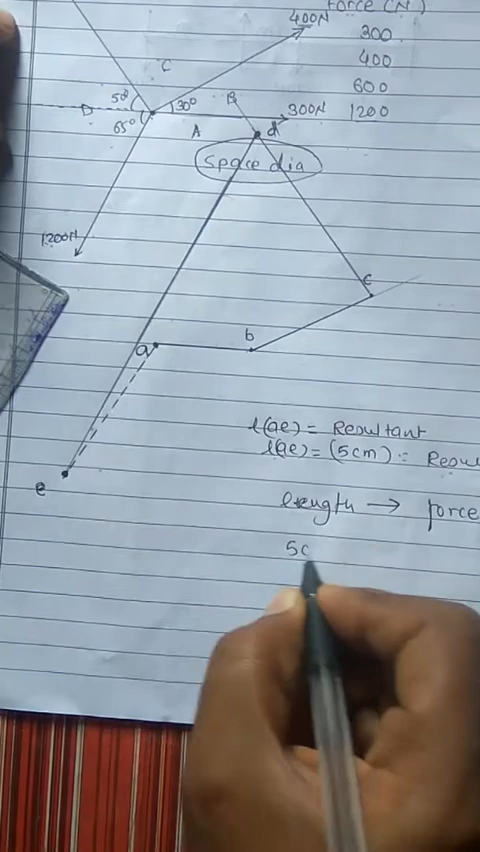 force (N)
400N
300
400
600
1200
C
50
30°
B
D
300N
65°
A
d
Space dia
1200N
c
a
b
l(ae) = Resultant
l(ae) = (5cm) =
e
length → force
5c